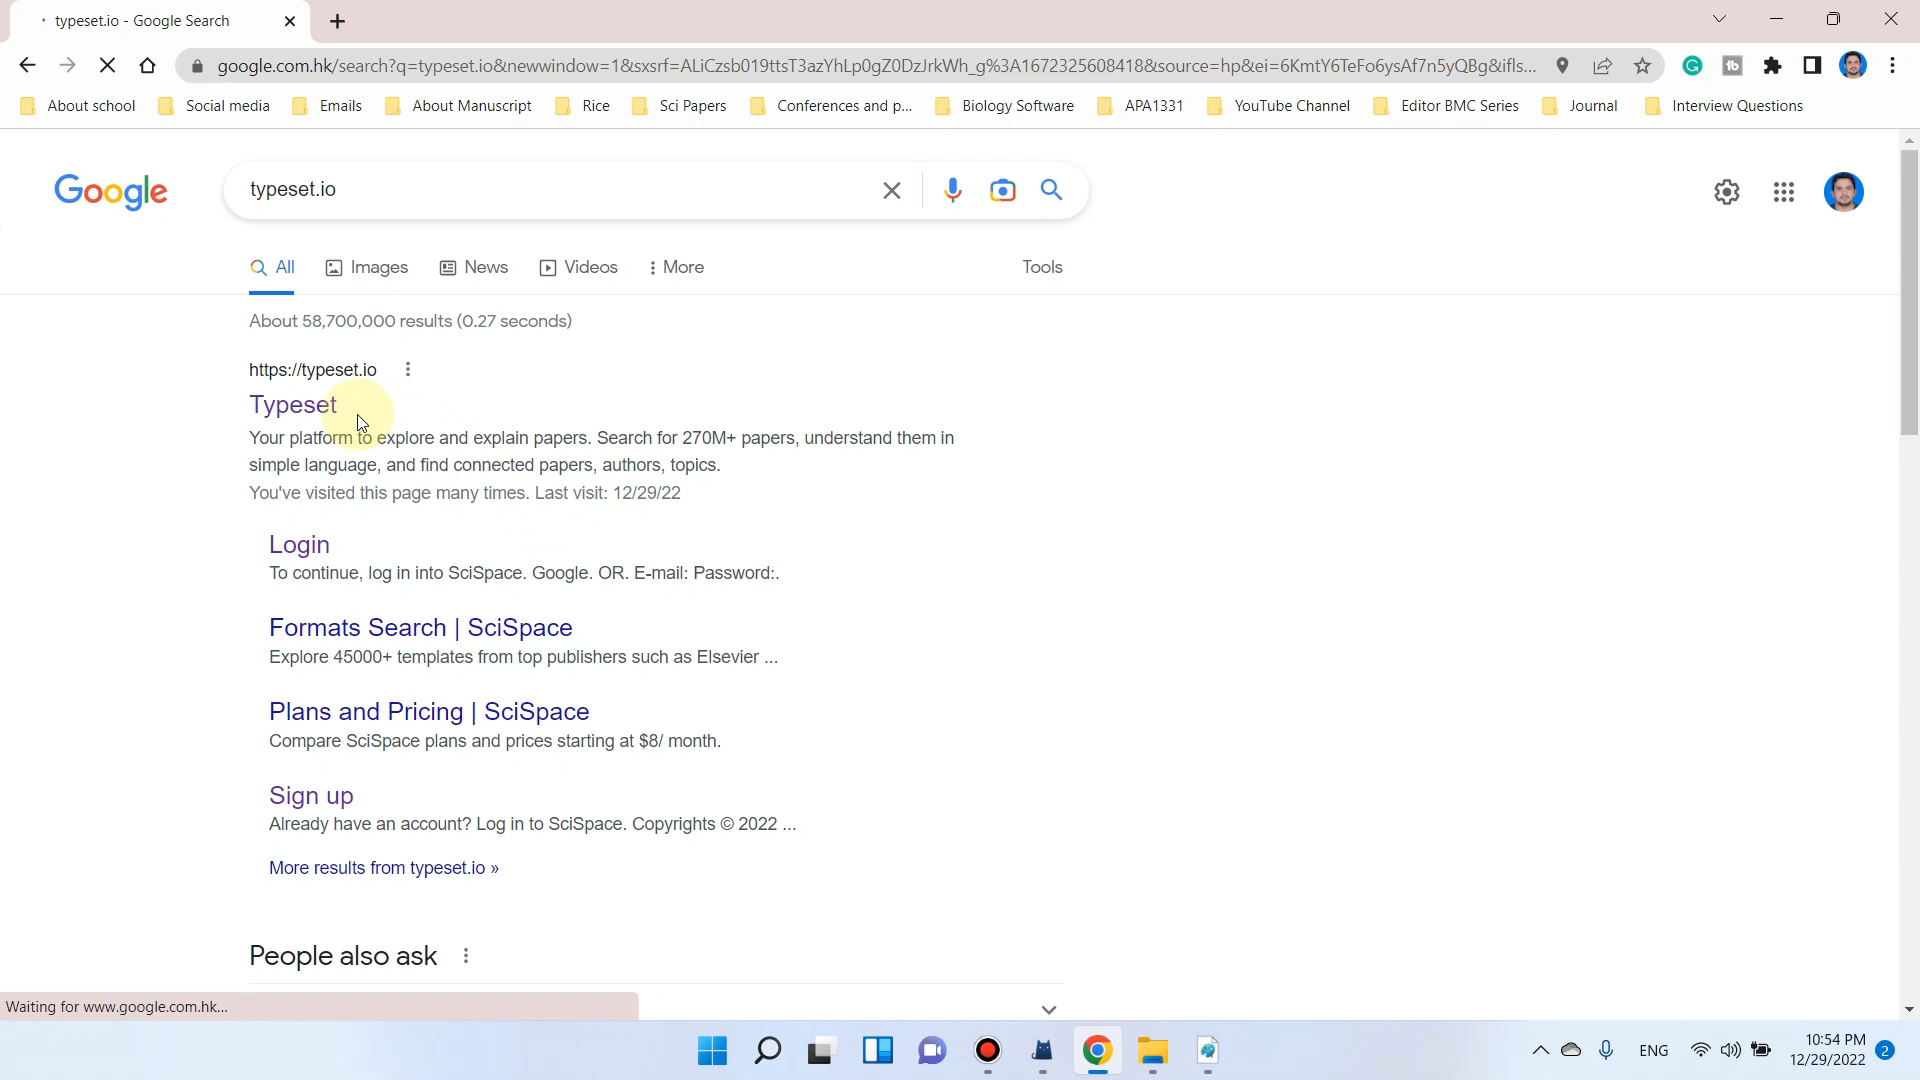 typeset.io - Google Search
google.com.hk/search?q=typeset.io&newwindow=1&sxsrf=ALiCzsb019ttsT3azYhLp0gZ0DzJrkWh_g%3A1672325608418&source=hp&ei=6KmtY6TeFo6ysAf7n5yQBg&ifls...
About school
Social media
Emails
About Manuscript
Rice
Sci Papers
Conferences and p...
Biology Software
APA1331
YouTube Channel
Editor BMC Series
Journal
Interview Questions
Google
typeset.io
All
Images
News
Videos
More
Tools
About 58,700,000 results (0.27 seconds)
https://typeset.io
Typeset
Your platform to explore and explain papers. Search for 270M+ papers, understand them in
simple language, and find connected papers, authors, topics.
You've visited this page many times. Last visit: 12/29/22
Login
To continue, log in into SciSpace. Google. OR. E-mail: Password:.
Formats Search | SciSpace
Explore 45000+ templates from top publishers such as Elsevier ...
Plans and Pricing | SciSpace
Compare SciSpace plans and prices starting at $8/ month.
Sign up
Already have an account? Log in to SciSpace. Copyrights © 2022 ...
More results from typeset.io »
People also ask
Waiting for www.google.com.hk...
ENG
10:54 PM
12/29/2022
2